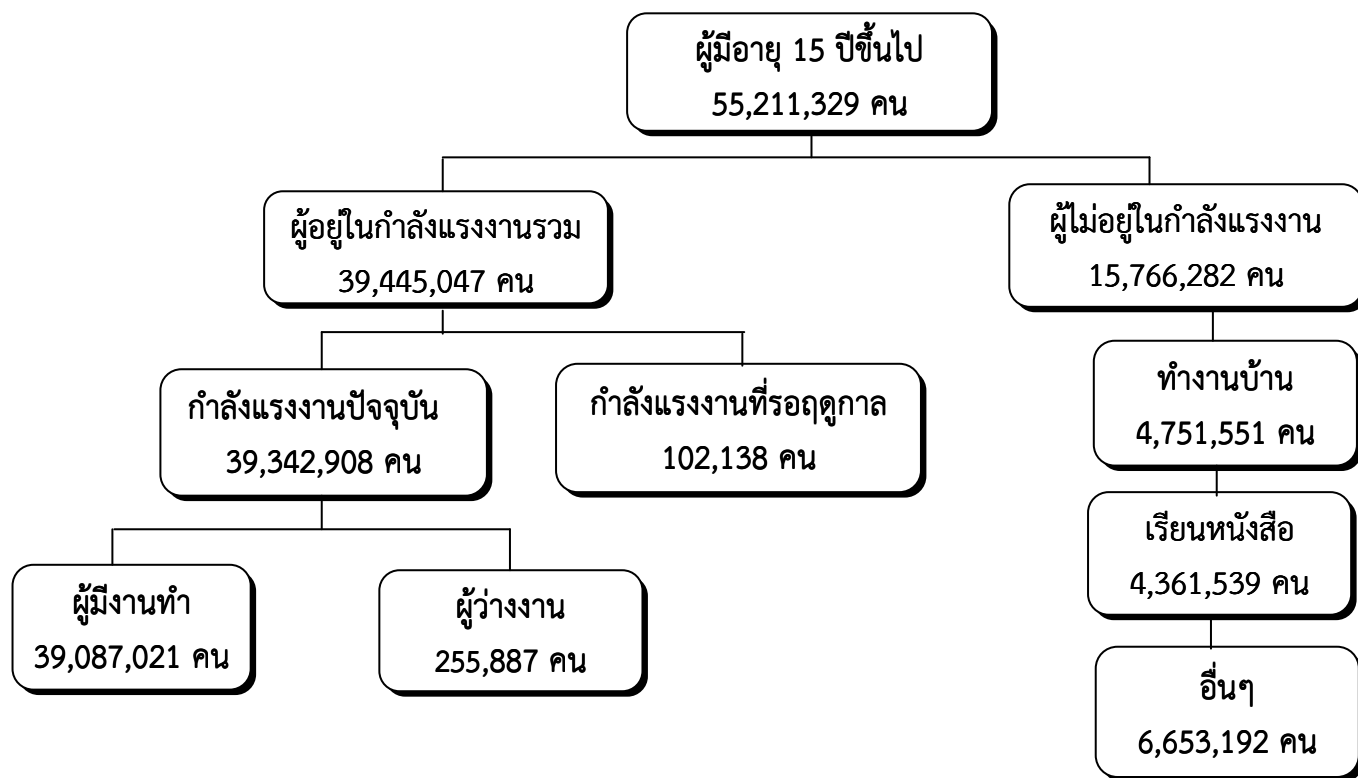 ผู้มีอายุ 15 ปีขึ้นไป
55,211,329 คน
ผู้อยู่ในกำลังแรงงานรวม
39,445,047 คน
ผู้ไม่อยู่ในกำลังแรงงาน
15,766,282 คน
กำลังแรงงานปัจจุบัน
39,342,908 คน
กำลังแรงงานที่รอฤดูกาล
102,138 คน
ทำงานบ้าน
4,751,551 คน
เรียนหนังสือ
4,361,539 คน
ผู้มีงานทำ
39,087,021 คน
ผู้ว่างงาน
255,887 คน
อื่นๆ
6,653,192 คน